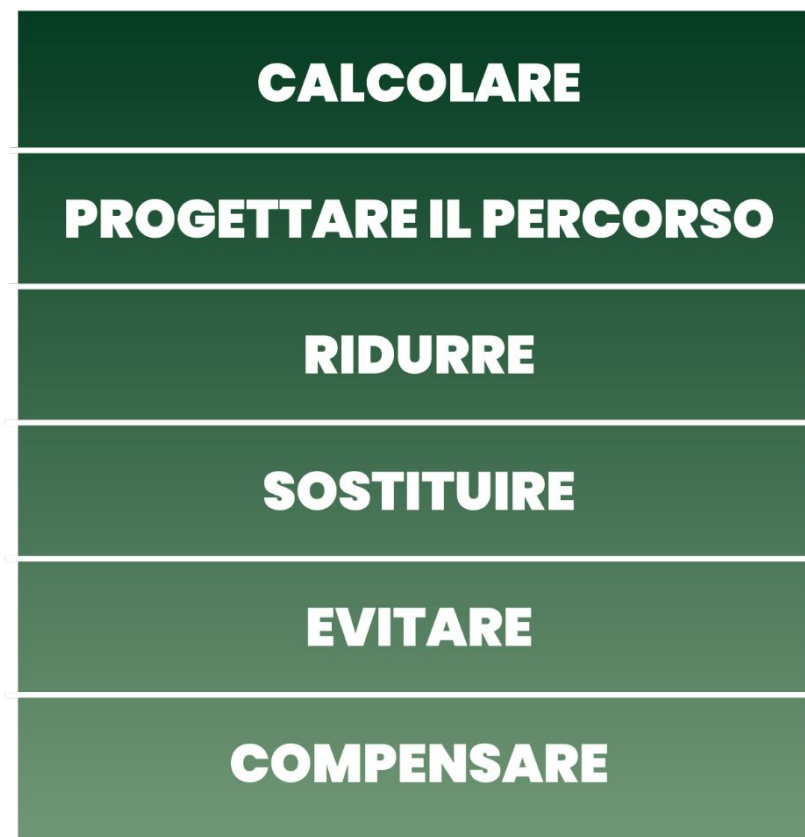 CALCOLARE
PROGETTARE IL PERCORSO
RIDURRE
SOSTITUIRE
EVITARE
COMPENSARE